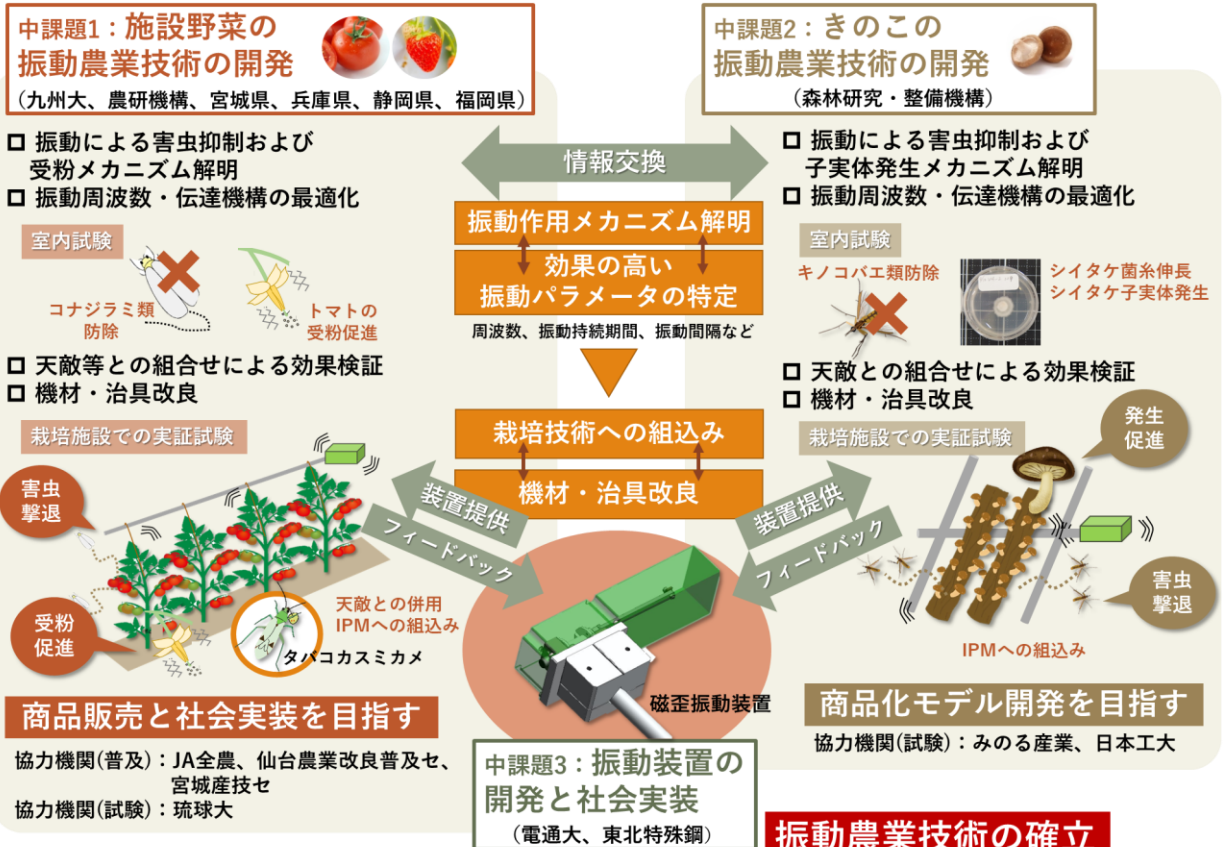 中課題1：施設野菜の
振動農業技術の開発
（九州大、農研機構、宮城県、兵庫県、静岡県、福岡県）
振動による害虫抑制および
受粉メカニズム解明
振動周波数・伝達機構の最適化
室内試験
コナジラミ類
防除
トマトの
受粉促進
天敵等との組合せによる効果検証
機材・治具改良
栽培施設での実証試験
害虫
撃退
受粉
促進
天敵との併用
IPMへの組込み
タバコカスミカメ
商品販売と社会実装を目指す
協力機関(普及)：JA全農、仙台農業改良普及セ、
宮城産技セ
協力機関(試験)：琉球大
情報交換
振動作用メカニズム解明
効果の高い
振動パラメータの特定
周波数、振動持続期間、振動間隔など
栽培技術への組込み
機材・治具改良
装置提供
フィードバック
装置提供
フィードバック
磁歪振動装置
中課題3：振動装置の
開発と社会実装
（電通大、東北特殊鋼）
中課題2：きのこの
振動農業技術の開発
（森林研究・整備機構）
振動による害虫抑制および
子実体発生メカニズム解明
振動周波数・伝達機構の最適化
室内試験
キノコバエ類防除
シイタケ菌糸伸長
シイタケ子実体発生
天敵との組合せによる効果検証
機材・治具改良
栽培施設での実証試験
発生
促進
害虫
撃退
IPMへの組込み
商品化モデル開発を目指す
協力機関(試験)：みのる産業、日本工大
振動農業技術の確立